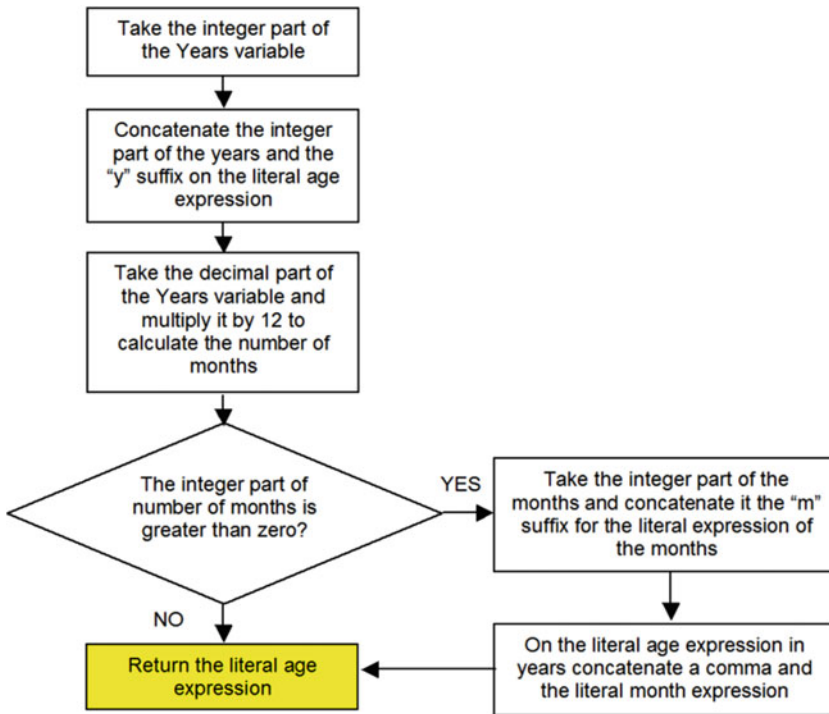 Take the integer part of
the Years variable
Concatenate the integer
part of the years and the
“y” suffix on the literal age
expression
Take the decimal part of
the Years variable and
multiply it by 12 to
calculate the number of
months
The integer part of
number of months is
greater than zero?
YES
Take the integer part of the
months and concatenate it the “m”
suffix for the literal expression of
the months
On the literal age expression in
years concatenate a comma and
the literal month expression
NO
Return the literal age
expression